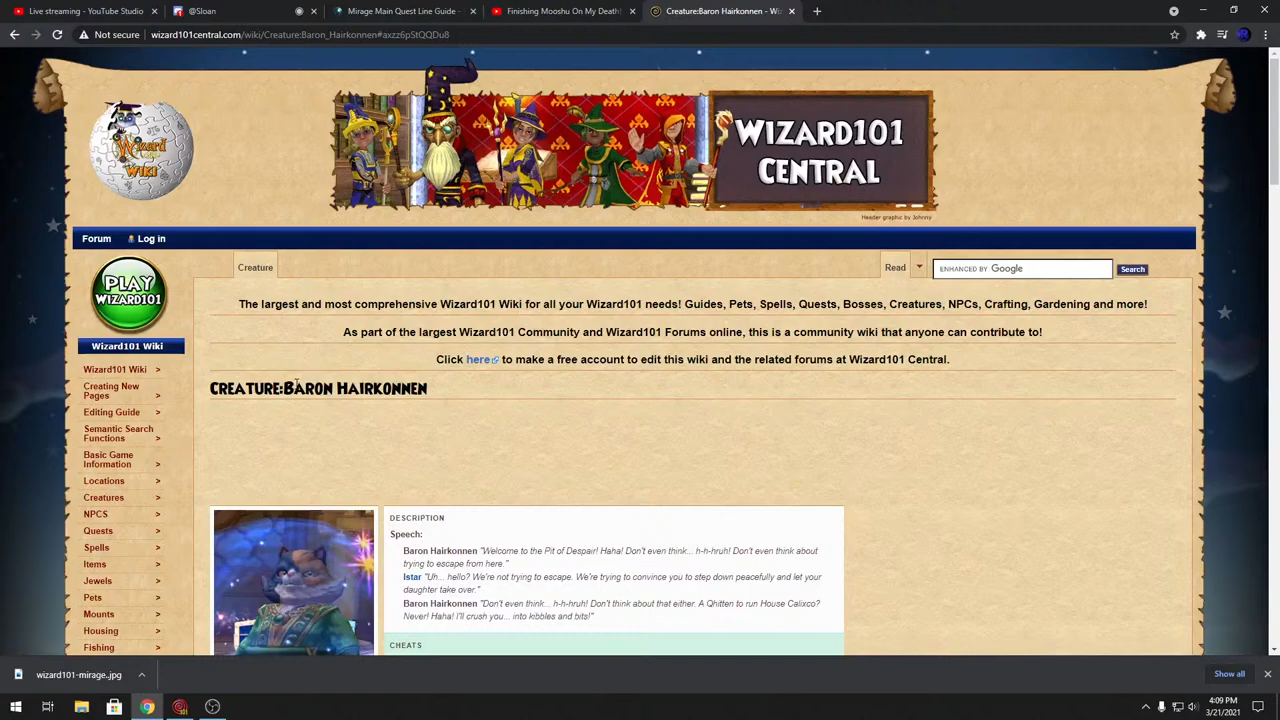 Live streaming - YouTube Studio
@Sloan
Mirage Main Quest Line Guide -
Finishing Mooshu On My Death!
Creature:Baron Hairkonnen - Wi
Not secure
wizard101central.com/wiki/Creature:Baron_Hairkonnen#axzz6pStQQDu8
Wizard
WIKI
WIZARD101
CENTRAL
Header graphic by Johnny
Forum
Log in
PLAY
WIZARD101
Creature
Read
ENHANCED BY Google
Search
The largest and most comprehensive Wizard101 Wiki for all your Wizard101 needs! Guides, Pets, Spells, Quests, Bosses, Creatures, NPCs, Crafting, Gardening and more!
As part of the largest Wizard101 Community and Wizard101 Forums online, this is a community wiki that anyone can contribute to!
Click here to make a free account to edit this wiki and the related forums at Wizard101 Central.
CREATURE:BARON HAIRKONNEN
Wizard101 Wiki
Wizard101 Wiki >
Creating New
Pages >
Editing Guide >
Semantic Search
Functions >
Basic Game
Information >
Locations >
Creatures >
NPCS >
Quests >
Spells >
Items >
Jewels >
Pets >
Mounts >
Housing >
Fishing >
DESCRIPTION
Speech:
Baron Hairkonnen "Welcome to the Pit of Despair! Haha! Don't even think... h-h-hruh! Don't even think about
trying to escape from here."
Istar "Uh... hello? We're not trying to escape. We're trying to convince you to step down peacefully and let your
daughter take over."
Baron Hairkonnen "Don't even think... h-h-hruh! Don't think about that either. A Qhitten to run House Calixco?
Never! Haha! I'll crush you... into kibbles and bits!"
CHEATS
wizard101-mirage..jpg
Show all
4:09 PM
3/21/2021